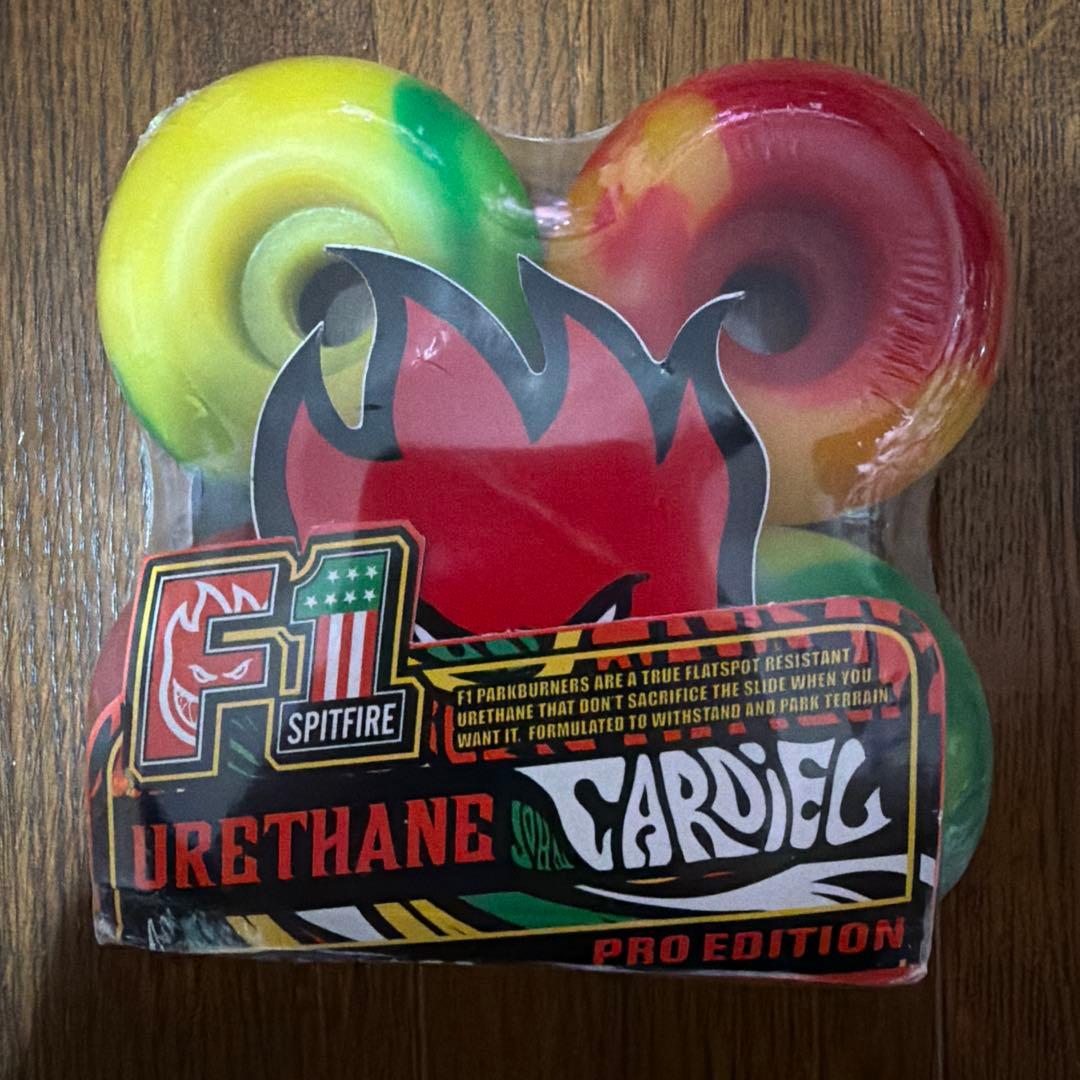 F1
SPITFIRE
F1 PARKBURNERS ARE A TRUE FLATSPOT RESISTANT
URETHANE THAT DON'T SACRIFICE THE SLIDE WHEN YOU
WANT IT. FORMULATED TO WITHSTAND AND PARK TERRAIN
URETHANE
JOHN CARDIEL
PRO EDITION